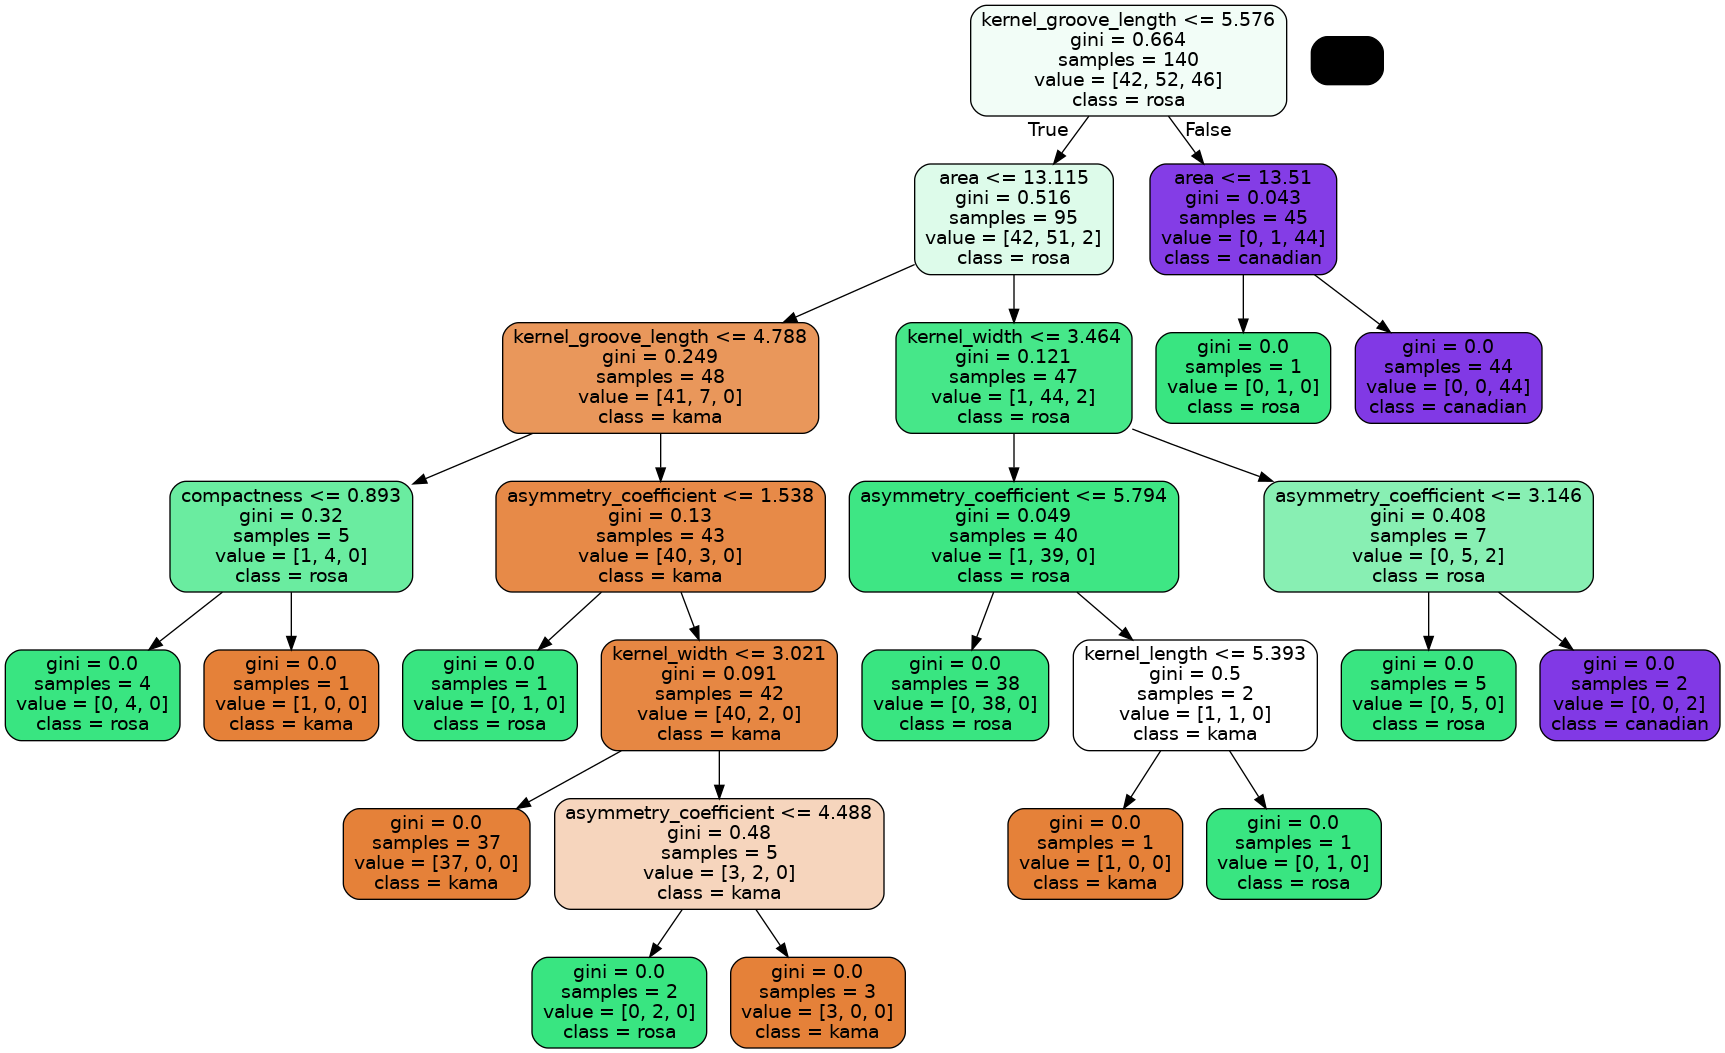 kernel_groove_length <= 5.576
gini = 0.664
samples = 140
value = [42, 52, 46]
class = rosa
True
False
area <= 13.115
gini = 0.516
samples = 95
value = [42, 51, 2]
class = rosa
area <= 13.51
gini = 0.043
samples = 45
value = [0, 1, 44]
class = canadian
kernel_groove_length <= 4.788
gini = 0.249
samples = 48
value = [41, 7, 0]
class = kama
kernel_width <= 3.464
gini = 0.121
samples = 47
value = [1, 44, 2]
class = rosa
gini = 0.0
samples = 1
value = [0, 1, 0]
class = rosa
gini = 0.0
samples = 44
value = [0, 0, 44]
class = canadian
compactness <= 0.893
gini = 0.32
samples = 5
value = [1, 4, 0]
class = rosa
asymmetry_coefficient <= 1.538
gini = 0.13
samples = 43
value = [40, 3, 0]
class = kama
asymmetry_coefficient <= 5.794
gini = 0.049
samples = 40
value = [1, 39, 0]
class = rosa
asymmetry_coefficient <= 3.146
gini = 0.408
samples = 7
value = [0, 5, 2]
class = rosa
gini = 0.0
samples = 4
value = [0, 4, 0]
class = rosa
gini = 0.0
samples = 1
value = [1, 0, 0]
class = kama
gini = 0.0
samples = 1
value = [0, 1, 0]
class = rosa
kernel_width <= 3.021
gini = 0.091
samples = 42
value = [40, 2, 0]
class = kama
gini = 0.0
samples = 38
value = [0, 38, 0]
class = rosa
kernel_length <= 5.393
gini = 0.5
samples = 2
value = [1, 1, 0]
class = kama
gini = 0.0
samples = 5
value = [0, 5, 0]
class = rosa
gini = 0.0
samples = 2
value = [0, 0, 2]
class = canadian
gini = 0.0
samples = 37
value = [37, 0, 0]
class = kama
asymmetry_coefficient <= 4.488
gini = 0.48
samples = 5
value = [3, 2, 0]
class = kama
gini = 0.0
samples = 1
value = [1, 0, 0]
class = kama
gini = 0.0
samples = 1
value = [0, 1, 0]
class = rosa
gini = 0.0
samples = 2
value = [0, 2, 0]
class = rosa
gini = 0.0
samples = 3
value = [3, 0, 0]
class = kama